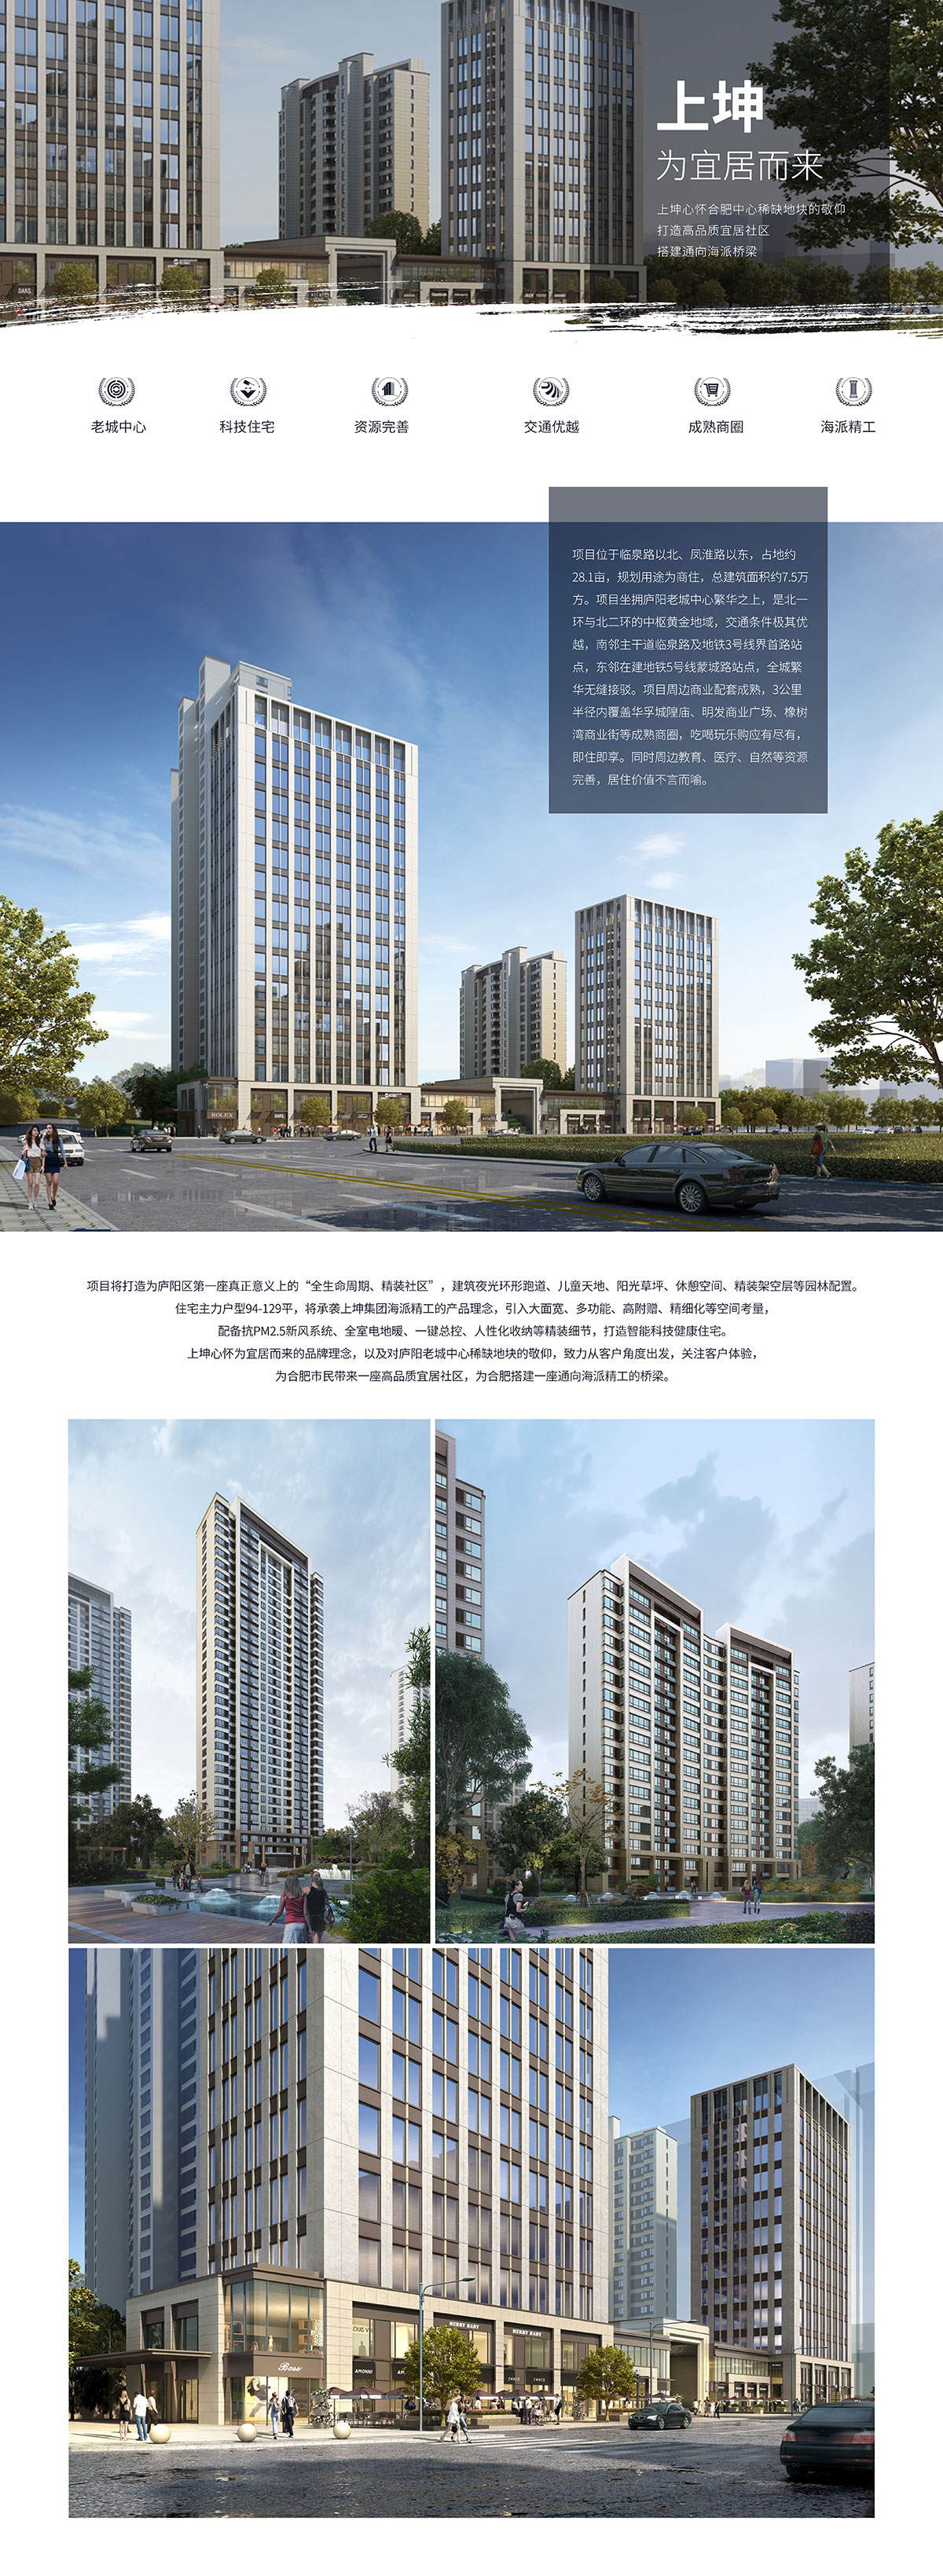 上坤
为宜居而来
上坤心怀合肥中心稀缺地块的敬仰
打造高品质宜居社区
搭建通向海派桥梁
老城中心
科技住宅
资源完善
交通优越
成熟商圈
海派精工
项目位于临泉路以北、凤淮路以东，占地约
28.1亩，规划用途为商住，总建筑面积约7.5万
方。项目坐拥庐阳老城中心繁华之上，是北一
环与北二环的中枢黄金地域，交通条件极其优
越，南邻主干道临泉路及地铁3号线界首路站
点，东邻在建地铁5号线蒙城路站点，全城繁
华无缝接驳。项目周边商业配套成熟，3公里
半径内覆盖华孚城隍庙、明发商业广场、橡树
湾商业街等成熟商圈，吃喝玩乐购应有尽有，
即住即享。同时周边教育、医疗、自然等资源
完善，居住价值不言而喻。
ROLEX
项目将打造为庐阳区第一座真正意义上的“全生命周期、精装社区”，建筑夜光环形跑道、儿童天地、阳光草坪、休憩空间、精装架空层等园林配置。
住宅主力户型94-129平，将承袭上坤集团海派精工的产品理念，引入大面宽、多功能、高附赠、精细化等空间考量，
配备抗PM2.5新风系统、全室电地暖、一键总控、人性化收纳等精装细节，打造智能科技健康住宅。
上坤心怀为宜居而来的品牌理念，以及对庐阳老城中心稀缺地块的敬仰，致力从客户角度出发，关注客户体验，
为合肥市民带来一座高品质宜居社区，为合肥搭建一座通向海派精工的桥梁。
MERRY BABY
MERRY BABY
Boss
AMONNI